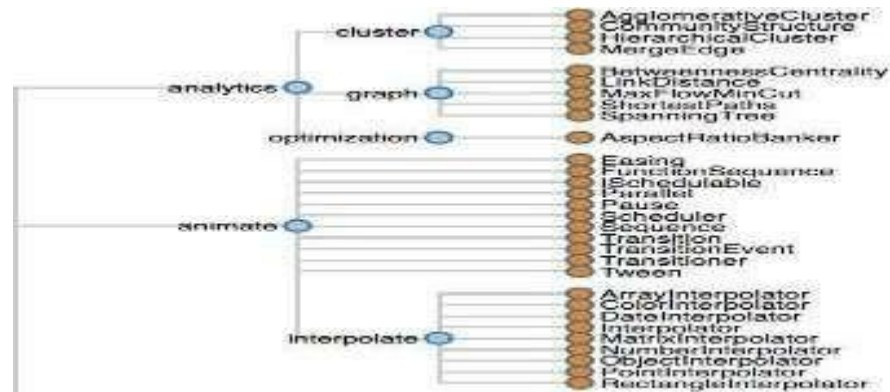 cluster
AgglomerativeCluster
CommunityStructure
HierarchicalCluster
MergeEdge
analytics
graph
BetweennessCentrality
LinkDistance
MaxFlowMinCut
ShortestPaths
SpanningTree
optimization
AspectRatioBanker
animate
Easing
FunctionSequence
ISchedulable
Parallel
Pause
Scheduler
Sequence
Transition
TransitionEvent
Transitioner
Tween
interpolate
ArrayInterpolator
ColorInterpolator
DateInterpolator
Interpolator
MatrixInterpolator
NumberInterpolator
ObjectInterpolator
PointInterpolator
RectangleInterpolator